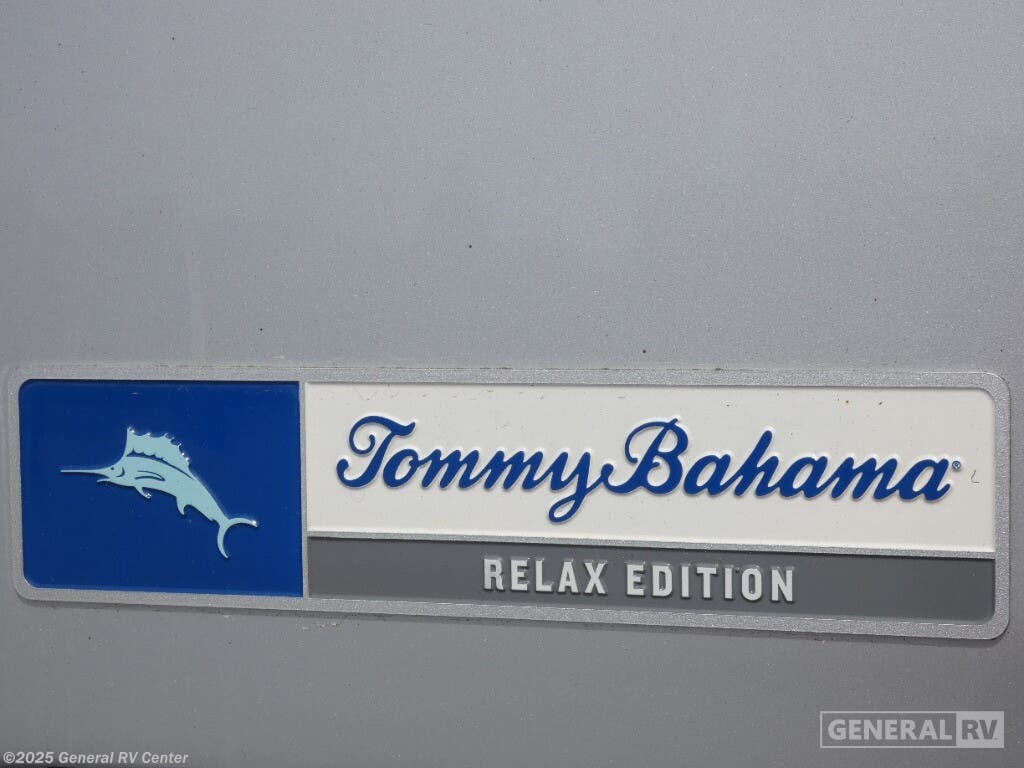 Tommy Bahama®
RELAX EDITION
GENERAL RV
©2025 General RV Center